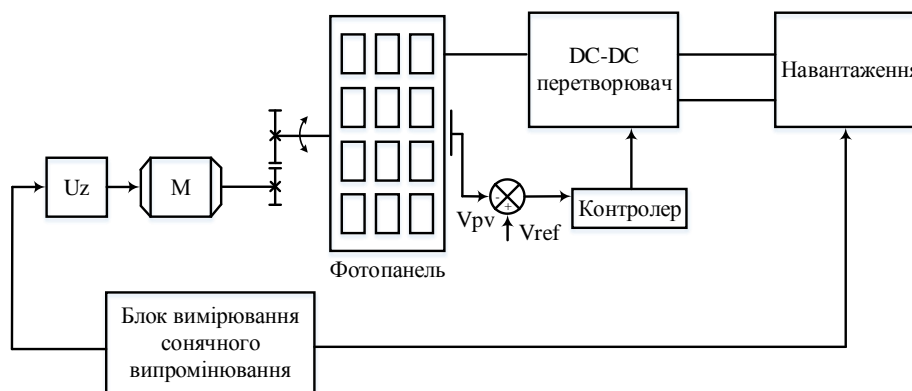 DC-DC
перетворювач
Навантаження
Uz
M
Vpv
-
+
Vref
Контролер
Фотопанель
Блок вимірювання
сонячного
випромінювання